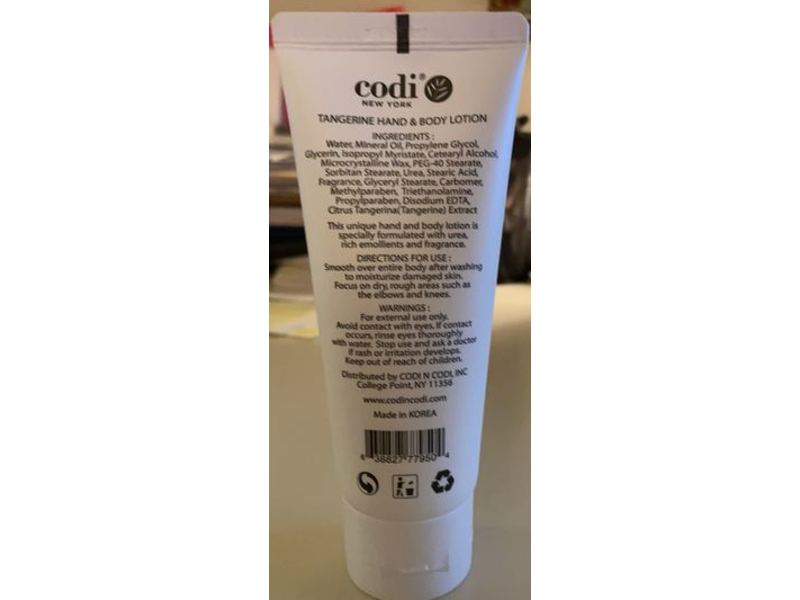 codi®
NEW YORK
TANGERINE HAND & BODY LOTION
INGREDIENTS :
Water, Mineral Oil, Propylene Glycol,
Glycerin, Isopropyl Myristate, Cetearyl Alcohol,
Microcrystalline Wax, PEG-40 Stearate,
Sorbitan Stearate, Urea, Stearic Acid,
Fragrance, Glyceryl Stearate, Carbomer,
Methylparaben, Triethanolamine,
Propylparaben, Disodium EDTA,
Citrus Tangerina(Tangerine) Extract
This unique hand and body lotion is
specially formulated with urea,
rich emollients and fragrance.
DIRECTIONS FOR USE :
Smooth over entire body after washing
to moisturize damaged skin.
Focus on dry, rough areas such as
the elbows and knees.
WARNINGS :
For external use only.
Avoid contact with eyes. If contact
occurs, rinse eyes thoroughly
with water. Stop use and ask a doctor
if rash or irritation develops.
Keep out of reach of children.
Distributed by CODI N CODI, INC
College Point, NY 11356
www.codincodi.com
Made in KOREA
6 38827 77950 4